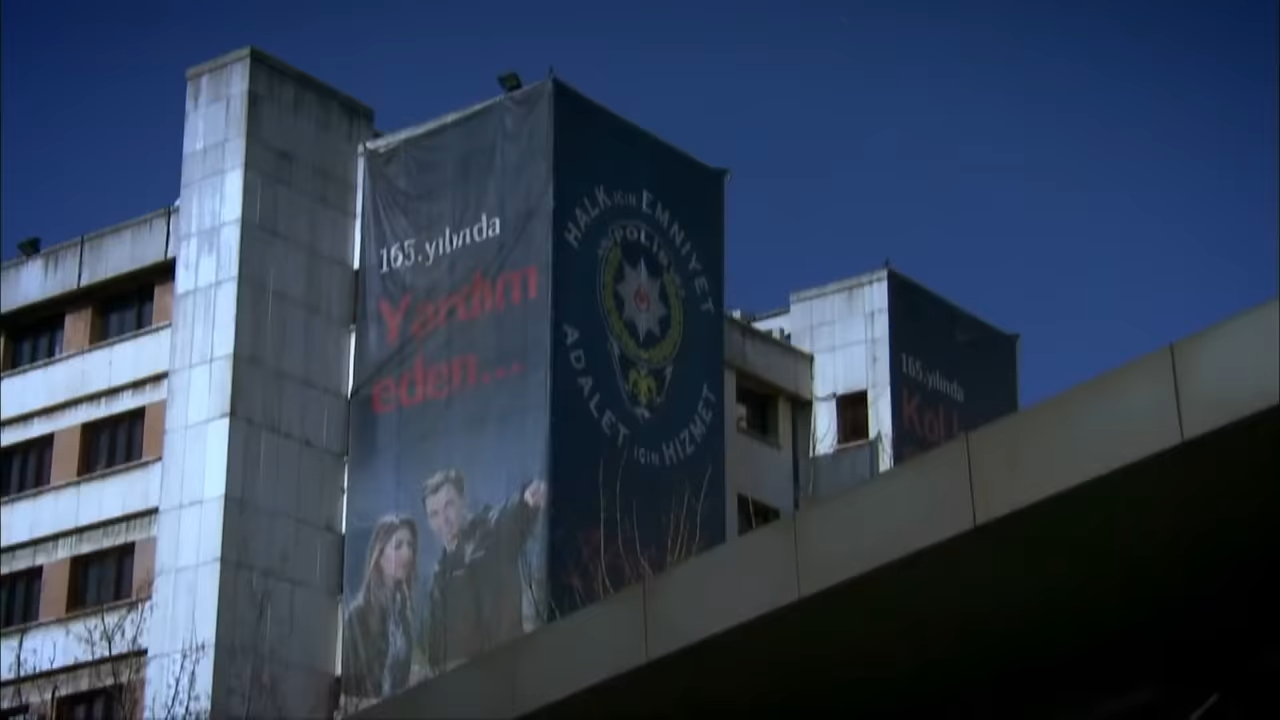 165.yılında
Yardım
eden...
HALK için EMNİYET
POLİS
ADALET için HİZMET
165.yılında